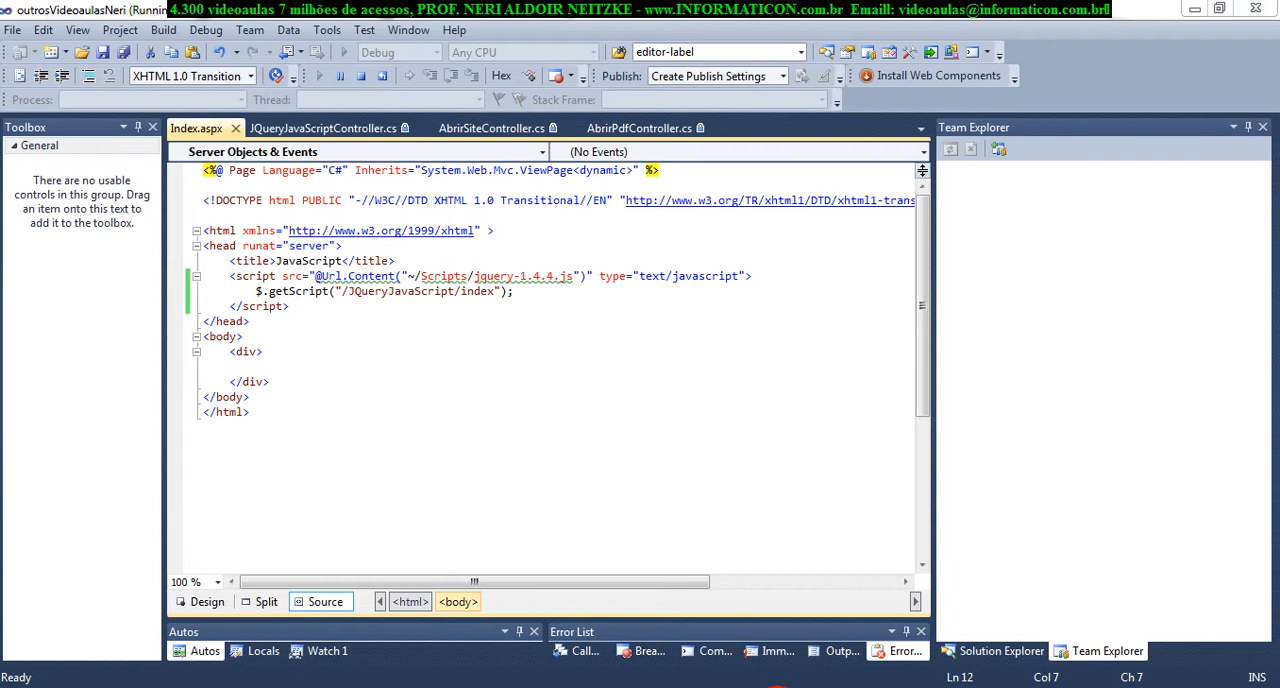 outrosVideoaulasNeri (Runnin
4.300 videoaulas 7 milhões de acessos, PROF. NERI ALDOIR NEITZKE - www.INFORMATICON.com.br Emaill: videoaulas@informaticon.com.br
File Edit View Project Build Debug Team Data Tools Test Window Help
Debug Any CPU editor-label
XHTML 1.0 Transition Hex Publish: Create Publish Settings Install Web Components
Process: Thread: Stack Frame:
Toolbox
General
There are no usable
controls in this group. Drag
an item onto this text to
add it to the toolbox.
Index.aspx JQueryJavaScriptController.cs AbrirSiteController.cs AbrirPdfController.cs
Server Objects & Events (No Events)
<%@ Page Language="C#" Inherits="System.Web.Mvc.ViewPage<dynamic>" %>
<!DOCTYPE html PUBLIC "-//W3C//DTD XHTML 1.0 Transitional//EN" "http://www.w3.org/TR/xhtml1/DTD/xhtml1-trans
<html xmlns="http://www.w3.org/1999/xhtml" >
<head runat="server">
<title>JavaScript</title>
<script src="@Url.Content("~/Scripts/jquery-1.4.4.js")" type="text/javascript">
$.getScript("/JQueryJavaScript/index");
</script>
</head>
<body>
<div>
</div>
</body>
</html>
100 %
Design Split Source <html> <body>
Team Explorer
Autos
Autos Locals Watch 1
Error List
Call... Brea... Com... Imm... Outp... Error...
Solution Explorer Team Explorer
Ready Ln 12 Col 7 Ch 7 INS